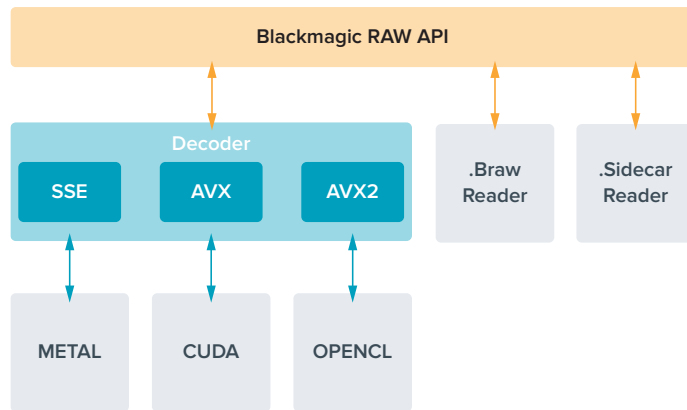 Blackmagic RAW API
Decoder
SSE
AVX
AVX2
.Braw
Reader
.Sidecar
Reader
METAL
CUDA
OPENCL